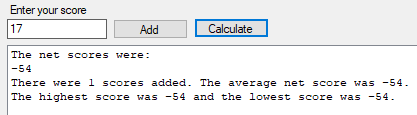 Enter your score
17
Add
Calculate
The net scores were:
-54
There were 1 scores added. The average net score was -54.
The highest score was -54 and the lowest score was -54.